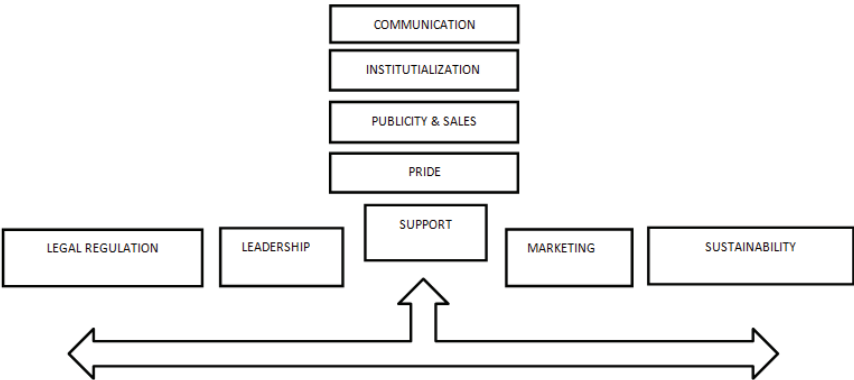 COMMUNICATION
INSTITUTIALIZATION
PUBLICITY & SALES
PRIDE
SUPPORT
LEGAL REGULATION
LEADERSHIP
MARKETING
SUSTAINABILITY